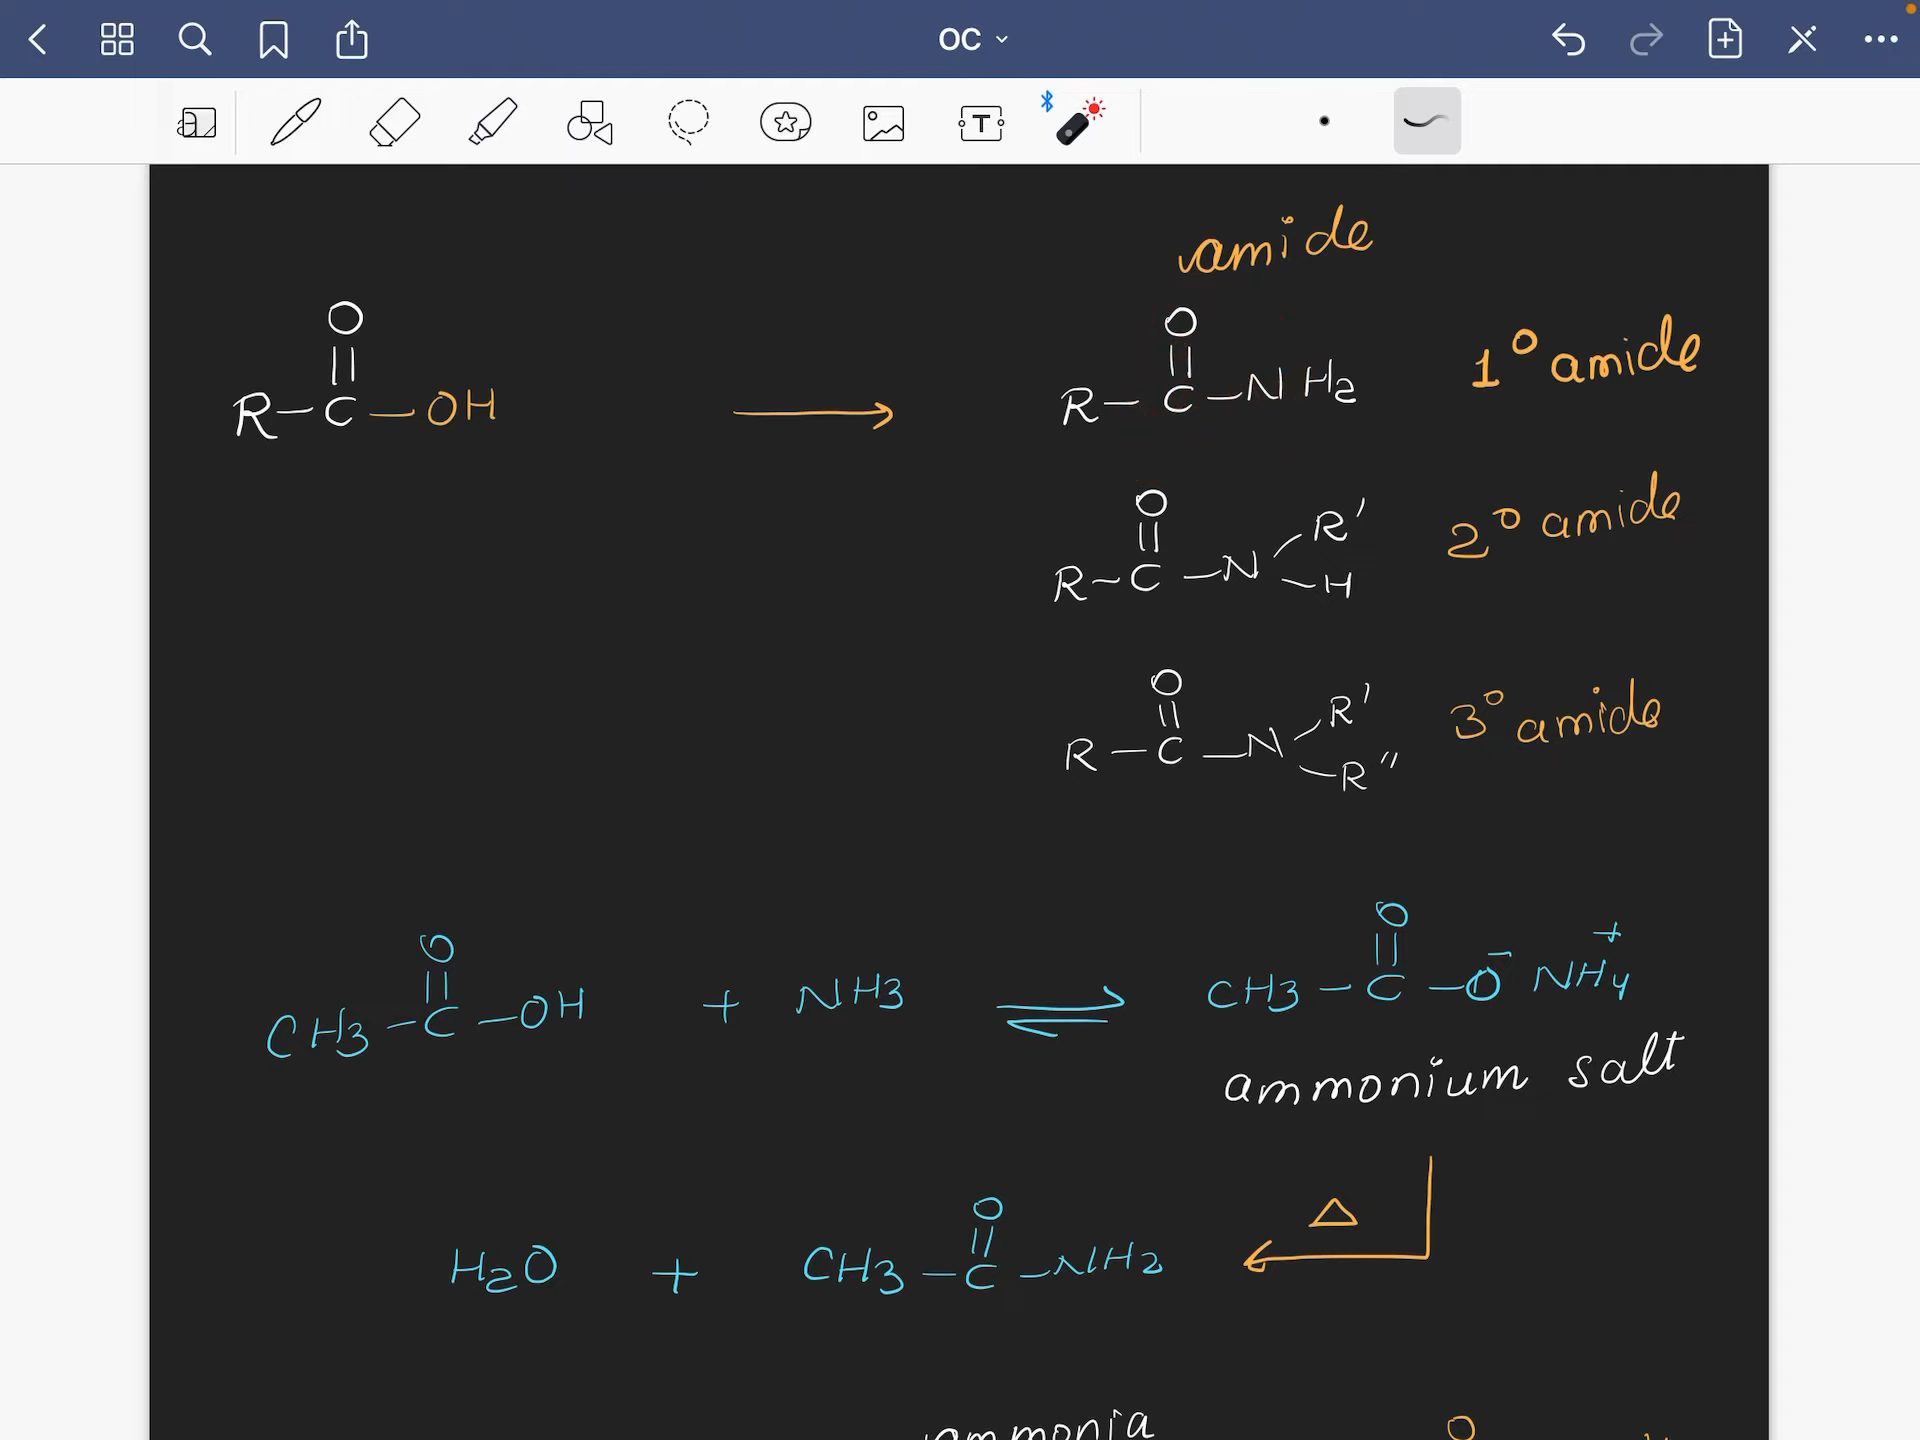 OC
amide
O
R-C-OH → R-C-NH2 1° amide
O
R-C-N R' H 2° amide
O
R-C-N R' R'' 3° amide
O O
CH3-C-OH + NH3 ⇌ CH3-C-O⁻ NH4⁺
ammonium salt
Δ
O
H2O + CH3-C-NH2
ammonia
O